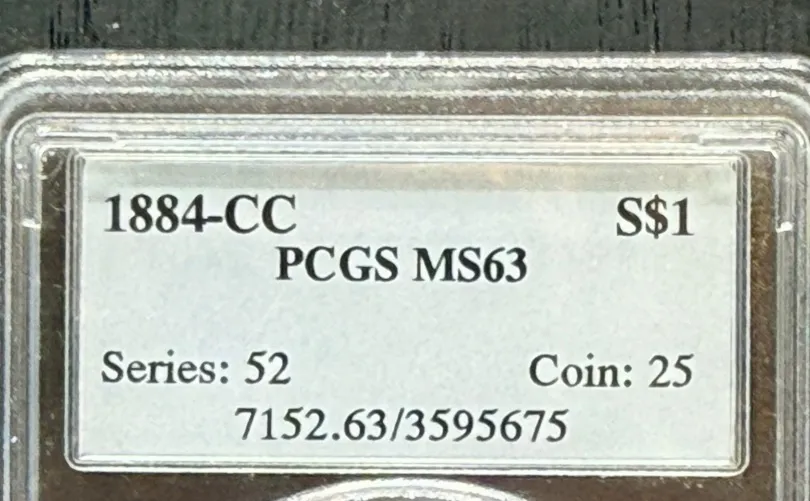 1884-CC S$1
PCGS MS63
Series: 52 Coin: 25
7152.63/3595675